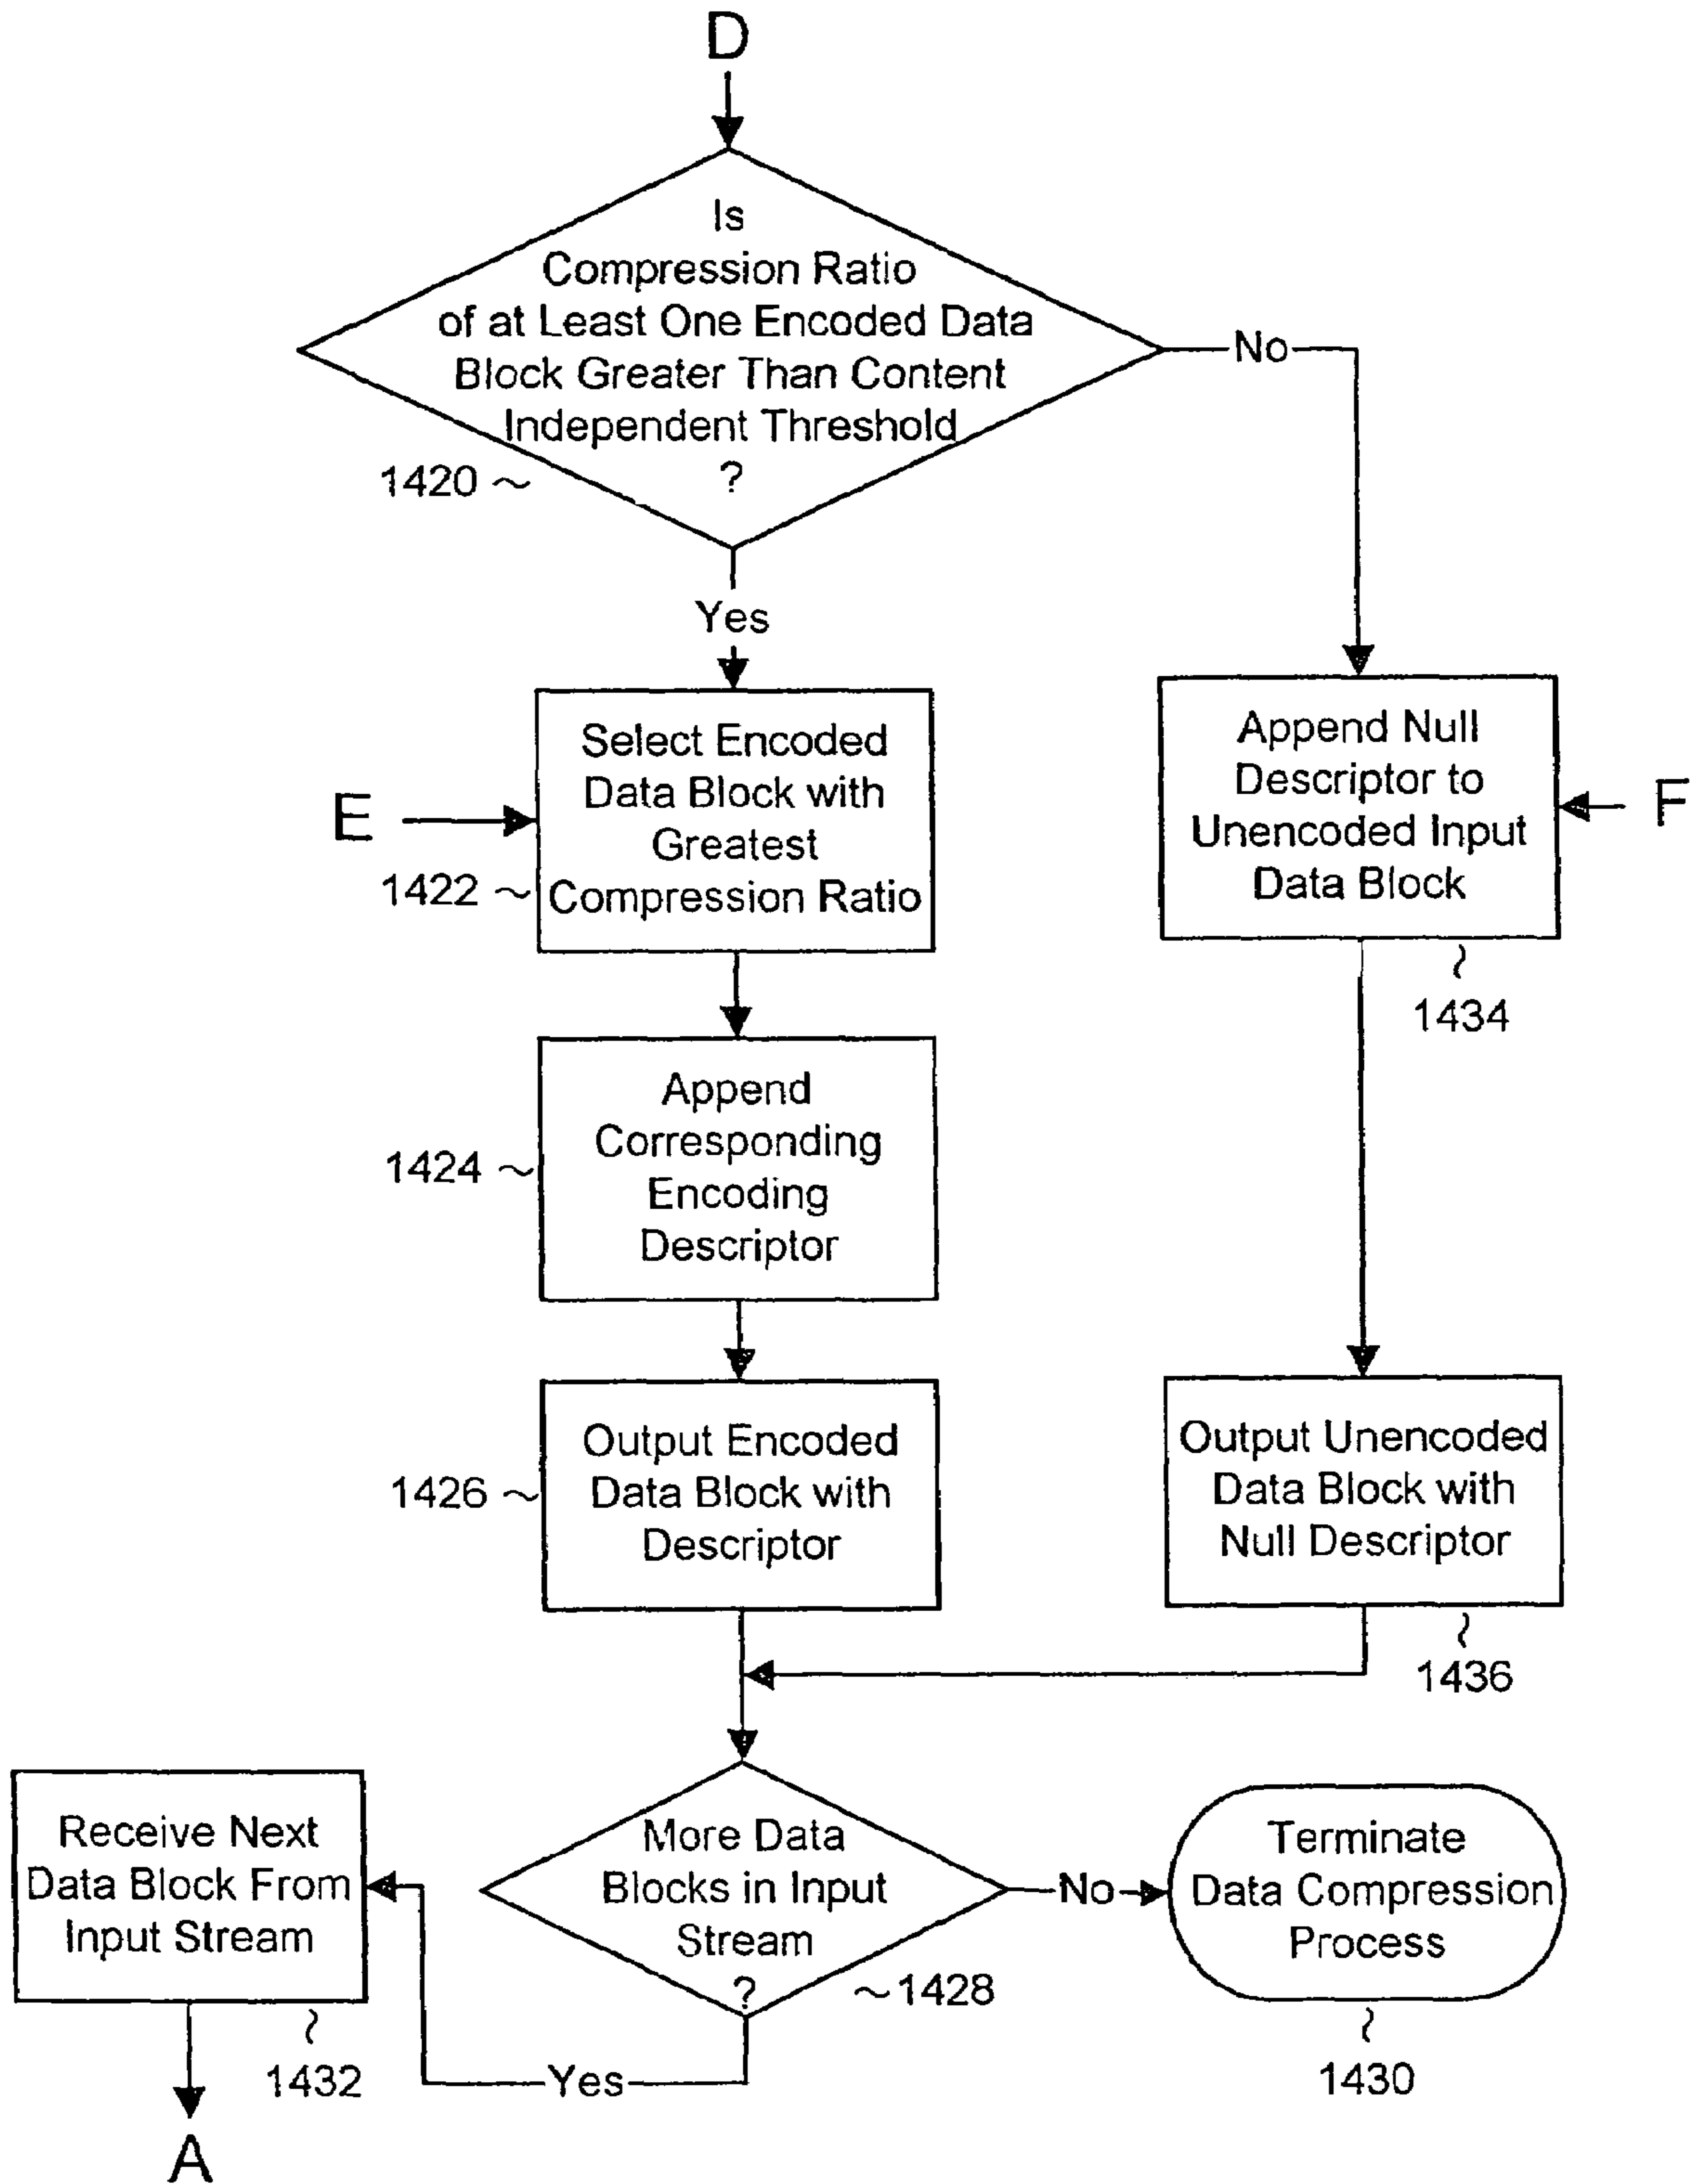 D
Is
Compression Ratio
of at Least One Encoded Data
Block Greater Than Content
Independent Threshold
?
1420
No
Yes
Select Encoded
Data Block with
Greatest
Compression Ratio
E
1422
Append Null
Descriptor to
Unencoded Input
Data Block
F
1434
Append
Corresponding
Encoding
Descriptor
1424
Output Encoded
Data Block with
Descriptor
1426
Output Unencoded
Data Block with
Null Descriptor
1436
Receive Next
Data Block From
Input Stream
1432
More Data
Blocks in Input
Stream
?
1428
No
Terminate
Data Compression
Process
1430
Yes
A